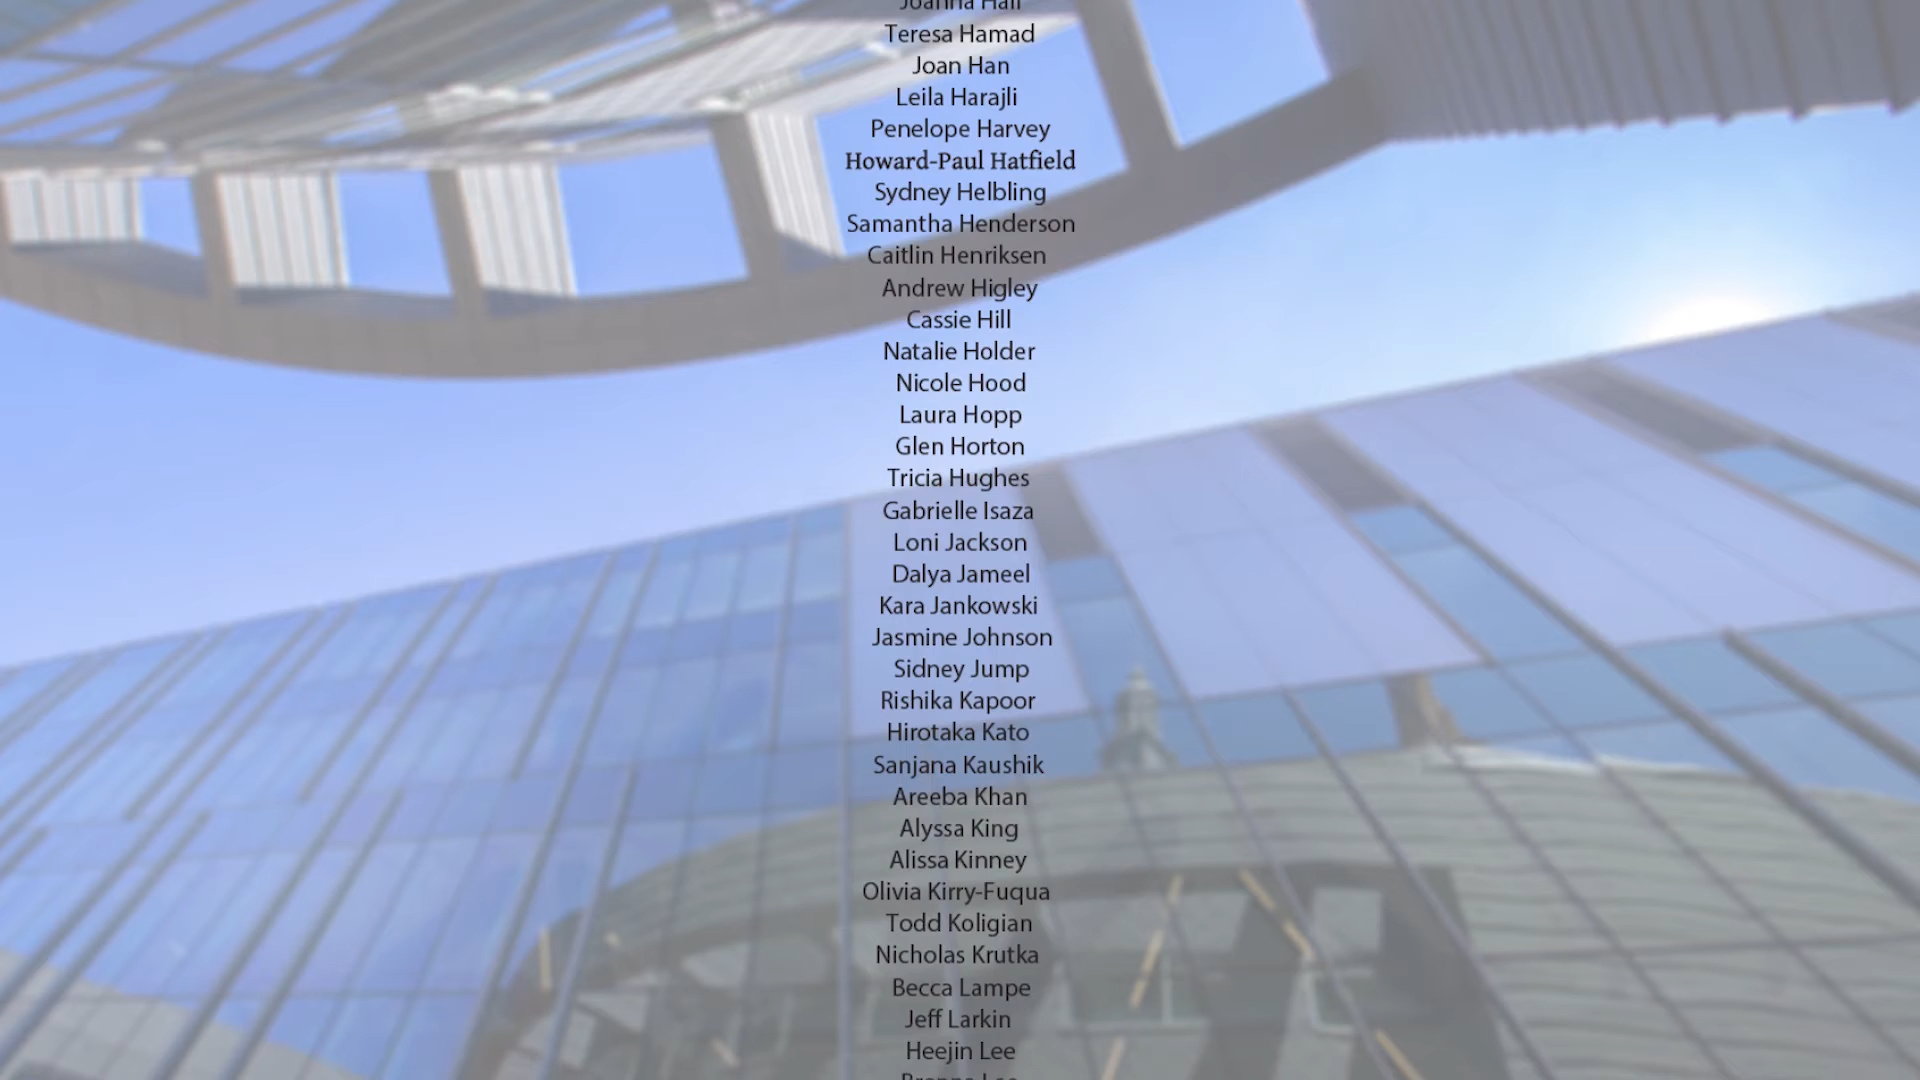 Joanna Hall
Teresa Hamad
Joan Han
Leila Harajli
Penelope Harvey
Howard-Paul Hatfield
Sydney Helbling
Samantha Henderson
Caitlin Henriksen
Andrew Higley
Cassie Hill
Natalie Holder
Nicole Hood
Laura Hopp
Glen Horton
Tricia Hughes
Gabrielle Isaza
Loni Jackson
Dalya Jameel
Kara Jankowski
Jasmine Johnson
Sidney Jump
Rishika Kapoor
Hirotaka Kato
Sanjana Kaushik
Areeba Khan
Alyssa King
Alissa Kinney
Olivia Kirry-Fuqua
Todd Koligian
Nicholas Krutka
Becca Lampe
Jeff Larkin
Heejin Lee